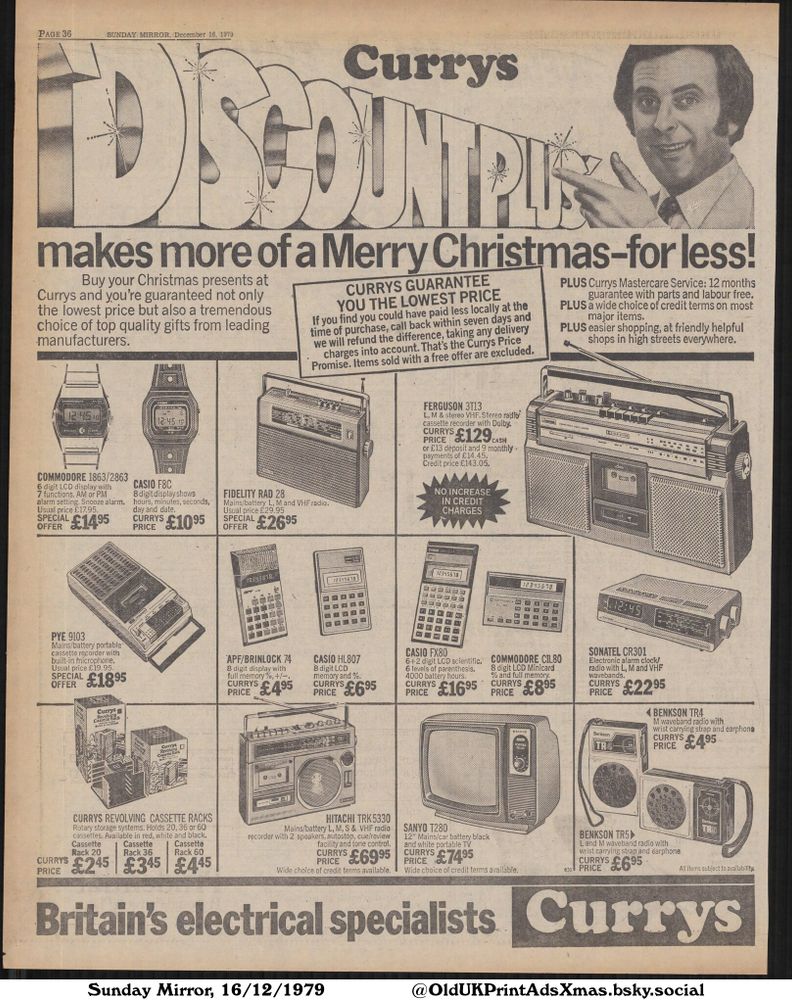 PAGE 36
SUNDAY MIRROR, December 16, 1979
Currys
DISCOUNT PLUS
makes more of a Merry Christmas-for less!
Buy your Christmas presents at
Currys and you're guaranteed not only
the lowest price but also a tremendous
choice of top quality gifts from leading
manufacturers.
CURRYS GUARANTEE
YOU THE LOWEST PRICE
If you find you could have paid less locally at the
time of purchase, call back within seven days and
we will refund the difference, taking any delivery
charges into account. That's the Currys Price
Promise. Items sold with a free offer are excluded.
PLUS Currys Mastercare Service: 12 months
guarantee with parts and labour free.
PLUS a wide choice of credit terms on most
major items.
PLUS easier shopping, at friendly helpful
shops in high streets everywhere.
COMMODORE 1863/2863
6 digit LCD display with
7 functions. AM or PM
alarm setting. Snooze alarm.
Usual price £17.95.
SPECIAL OFFER £14.95
CASIO F8C
8 digit display shows
hours, minutes, seconds,
day and date.
CURRYS PRICE £10.95
FIDELITY RAD 28
Mains/battery L, M and VHF radio.
Usual price £29.95
SPECIAL OFFER £26.95
FERGUSON 3T13
L, M & stereo VHF. Stereo radio/
cassette recorder with Dolby.
CURRYS PRICE £129 CASH
or £13 deposit and 9 monthly
payments of £14.45.
Credit price £143.05.
NO INCREASE
IN CREDIT
CHARGES
PYE 9103
Mains/battery portable
cassette recorder with
built-in microphone.
Usual price £19.95.
SPECIAL OFFER £18.95
APF/BRINLOCK 74
8 digit display with
full memory %, +/-.
CURRYS PRICE £4.95
CASIO HL807
8 digit LCD
memory and %.
CURRYS PRICE £6.95
CASIO FX80
6+2 digit LCD scientific.
6 levels of parenthesis.
4000 battery hours.
CURRYS PRICE £16.95
COMMODORE CIL80
8 digit LCD Minicard
% and full memory.
CURRYS PRICE £8.95
12:45
SONATEL CR301
Electronic alarm clock/
radio with L, M and VHF
wavebands.
CURRYS PRICE £22.95
CURRYS REVOLVING CASSETTE RACKS
Rotary storage systems. Holds 20, 36 or 60
cassettes. Available in red, white and black.
Cassette Rack 20
Cassette Rack 36
Cassette Rack 60
CURRYS PRICE £2.45 £3.45 £4.45
HITACHI TRK 5330
Mains/battery L, M, S & VHF radio
recorder with 2 speakers, autostop, cue/review
facility and tone control.
CURRYS PRICE £69.95
Wide choice of credit terms available.
SANYO T280
12" Mains/car battery black
and white portable TV
CURRYS PRICE £74.95
Wide choice of credit terms available.
◀ BENKSON TR4
M waveband radio with
wrist carrying strap and earphone
CURRYS PRICE £4.95
BENKSON TR5 ▶
L and M waveband radio with
wrist carrying strap and earphone
CURRYS PRICE £6.95
All items subject to availability.
Britain's electrical specialists
Currys
Sunday Mirror, 16/12/1979
@OldUKPrintAdsXmas.bsky.social